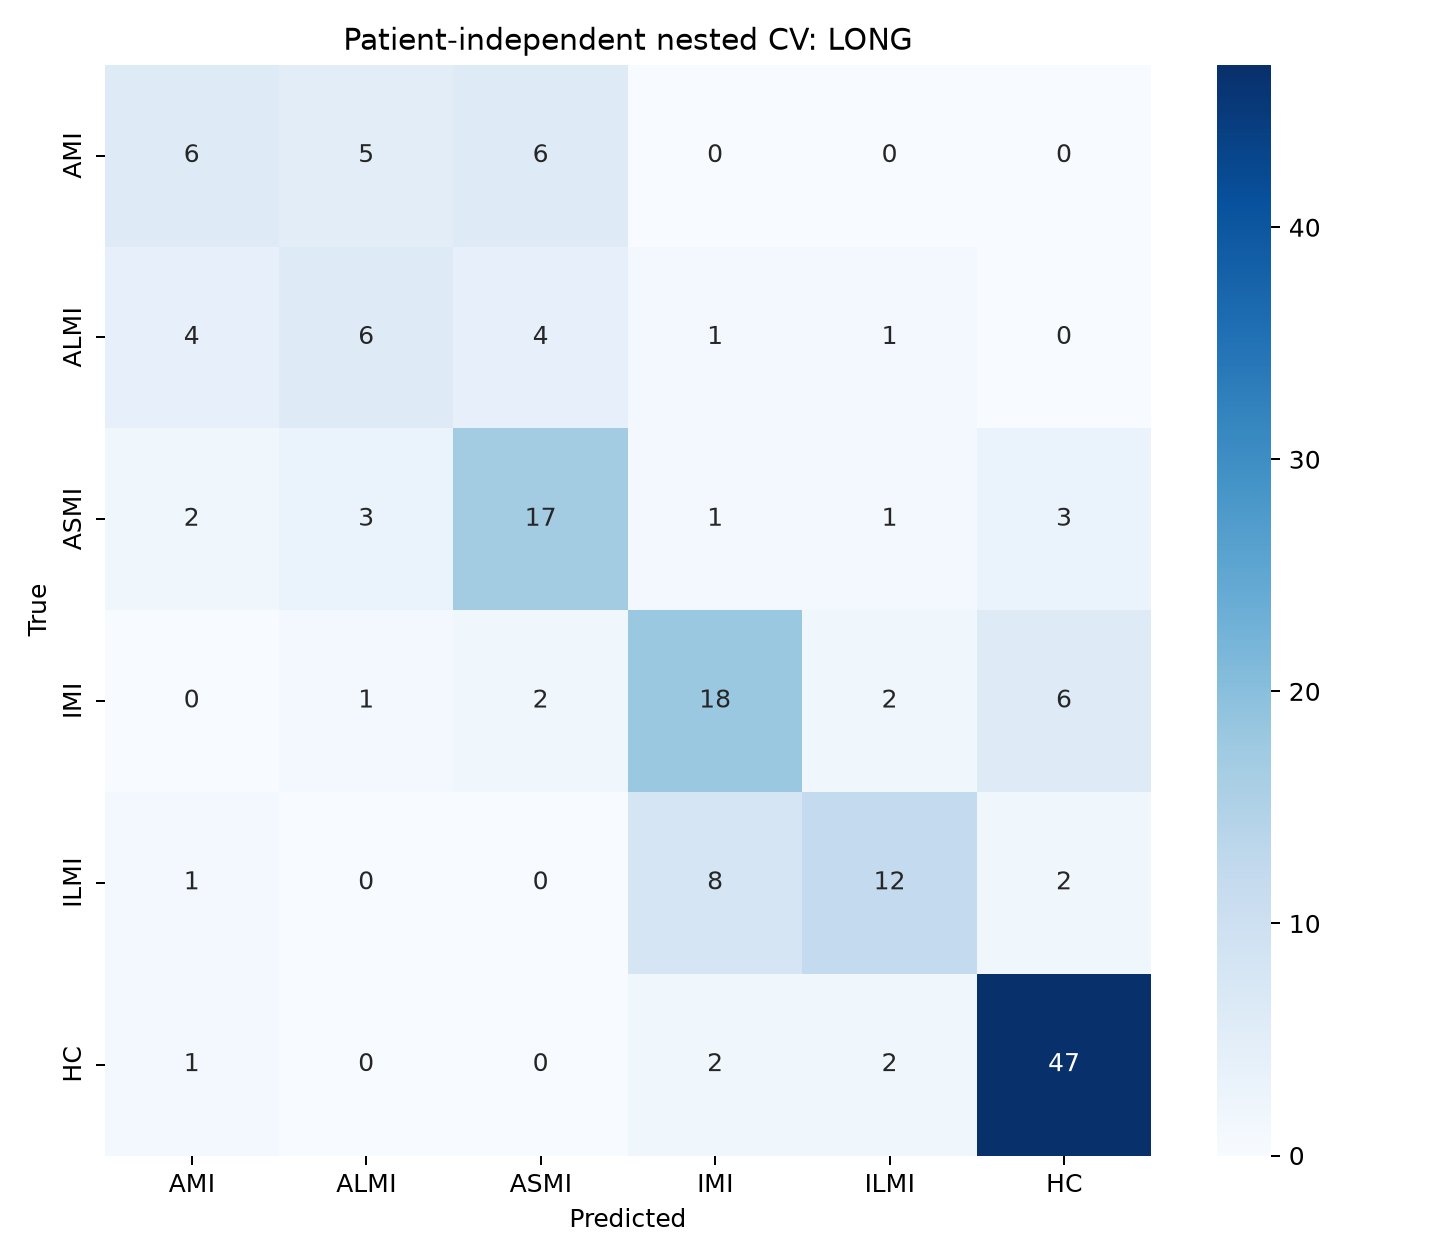 Patient-independent nested CV: LONG
AMI 6 5 6 0 0 0
ALMI 4 6 4 1 1 0
ASMI 2 3 17 1 1 3
IMI 0 1 2 18 2 6
ILMI 1 0 0 8 12 2
HC 1 0 0 2 2 47
AMI ALMI ASMI IMI ILMI HC
Predicted
True
40
30
20
10
0